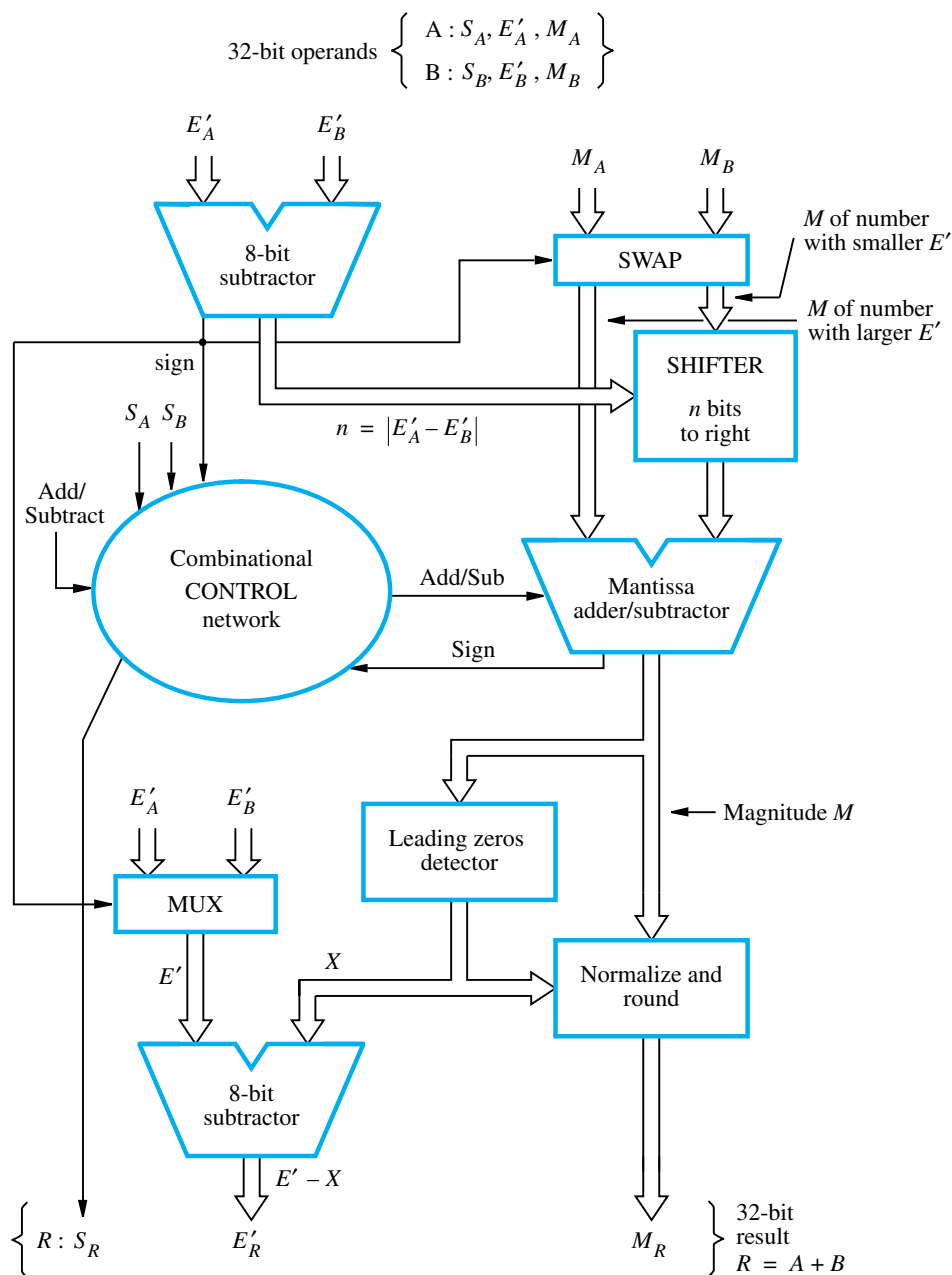 32-bit operands
A : S_A, E′_A , M_A
B : S_B, E′_B , M_B
E′_A
E′_B
M_A
M_B
8-bit
subtractor
SWAP
M of number
with smaller E′
M of number
with larger E′
sign
SHIFTER
n bits
to right
n = |E′_A – E′_B|
S_A
S_B
Add/
Subtract
Combinational
CONTROL
network
Add/Sub
Mantissa
adder/subtractor
Sign
E′_A
E′_B
Leading zeros
detector
Magnitude M
MUX
E′
X
Normalize and
round
8-bit
subtractor
E′ – X
R : S_R
E′_R
M_R
32-bit
result
R = A + B